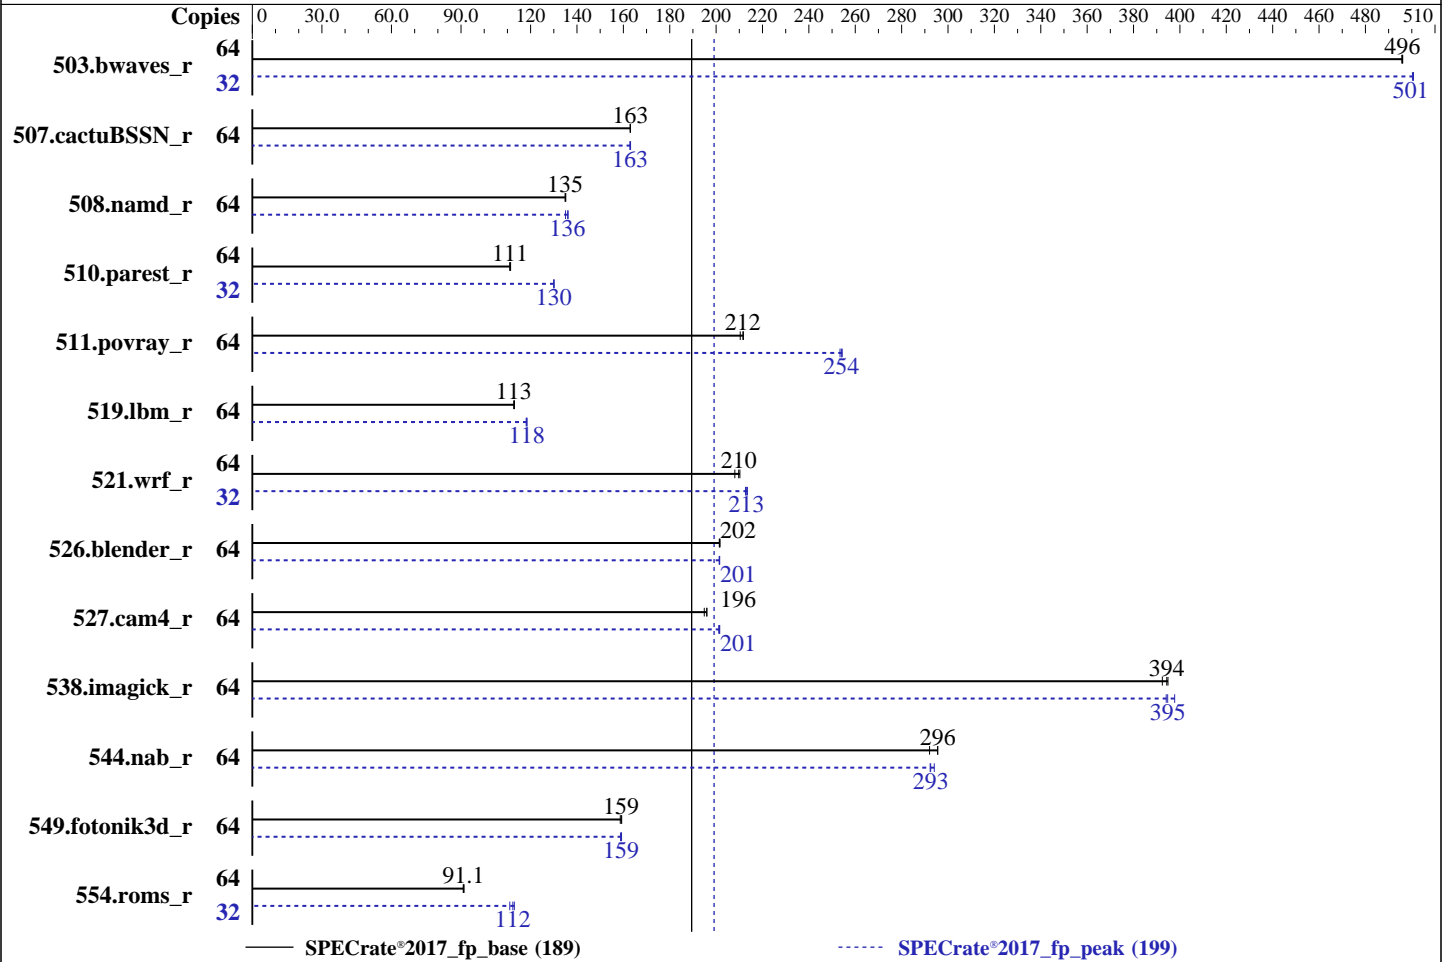 Copies 0 30.0 60.0 90.0 120 140 160 180 200 220 240 260 280 300 320 340 360 380 400 420 440 460 480 510
503.bwaves_r 64 496
32 501
507.cactuBSSN_r 64 163
163
508.namd_r 64 135
136
510.parest_r 64 111
32 130
511.povray_r 64 212
254
519.lbm_r 64 113
118
521.wrf_r 64 210
32 213
526.blender_r 64 202
201
527.cam4_r 64 196
201
538.imagick_r 64 394
395
544.nab_r 64 296
293
549.fotonik3d_r 64 159
159
554.roms_r 64 91.1
32 112
SPECrate®2017_fp_base (189) SPECrate®2017_fp_peak (199)